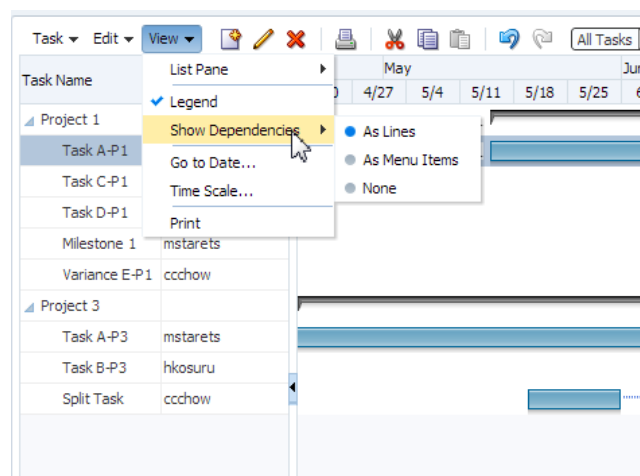 Task Edit View All Tasks
Task Name
May Jun
4/27 5/4 5/11 5/18 5/25
List Pane
Legend
Show Dependencies
As Lines
As Menu Items
None
Go to Date...
Time Scale...
Print
Project 1
Task A-P1
Task C-P1
Task D-P1
Milestone 1 mstarets
Variance E-P1 ccchow
Project 3
Task A-P3 mstarets
Task B-P3 hkosuru
Split Task ccchow